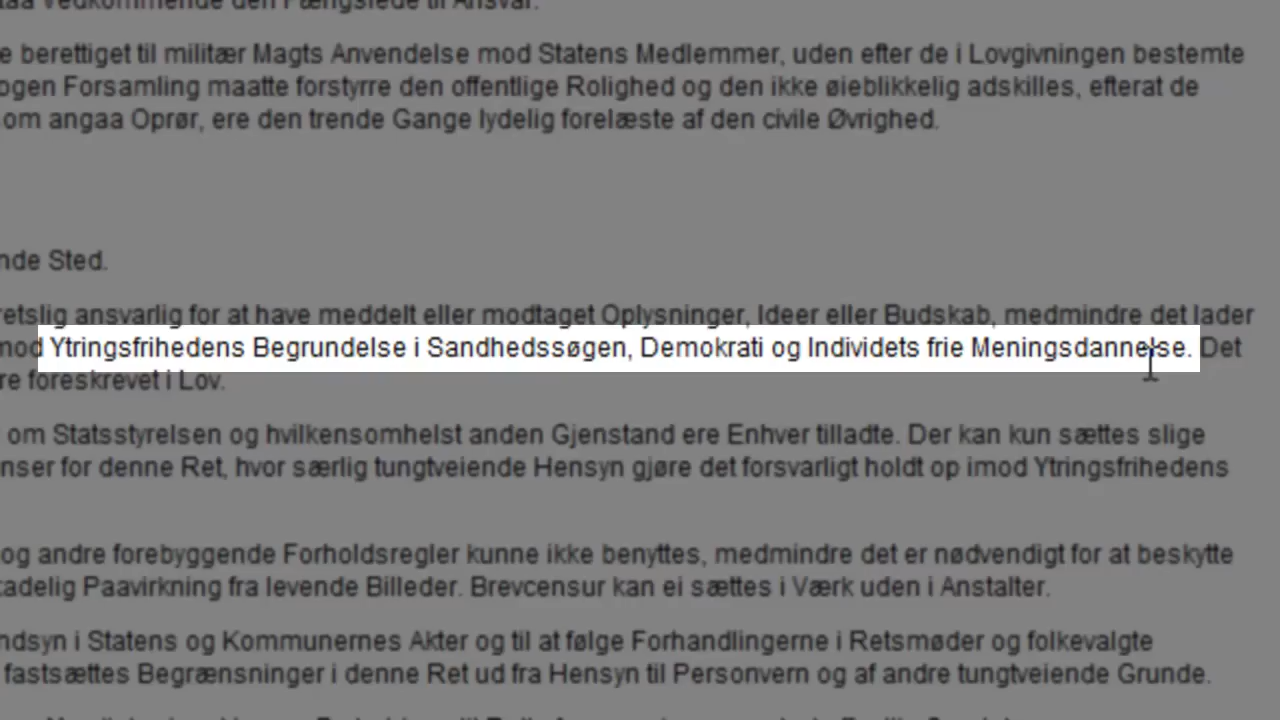 taa Vedkommende den Fængslede til Ansvar.
e berettiget til militær Magts Anvendelse mod Statens Medlemmer, uden efter de i Lovgivningen bestemte
ogen Forsamling maatte forstyrre den offentlige Rolighed og den ikke øieblikkelig adskilles, efterat de
om angaa Oprør, ere den trende Gange lydelig forelæste af den civile Øvrighed.
nde Sted.
retslig ansvarlig for at have meddelt eller modtaget Oplysninger, Ideer eller Budskab, medmindre det lader
mod Ytringsfrihedens Begrundelse i Sandhedssøgen, Demokrati og Individets frie Meningsdannelse. Det
re foreskrevet i Lov.
om Statsstyrelsen og hvilkensomhelst anden Gjenstand ere Enhver tilladte. Der kan kun sættes slige
nser for denne Ret, hvor særlig tungtveiende Hensyn gjøre det forsvarligt holdt op imod Ytringsfrihedens
og andre forebyggende Forholdsregler kunne ikke benyttes, medmindre det er nødvendigt for at beskytte
kadelig Paavirkning fra levende Billeder. Brevcensur kan ei sættes i Værk uden i Anstalter.
ndsyn i Statens og Kommunernes Akter og til at følge Forhandlingerne i Retsmøder og folkevalgte
fastsættes Begrænsninger i denne Ret ud fra Hensyn til Personvern og af andre tungtveiende Grunde.